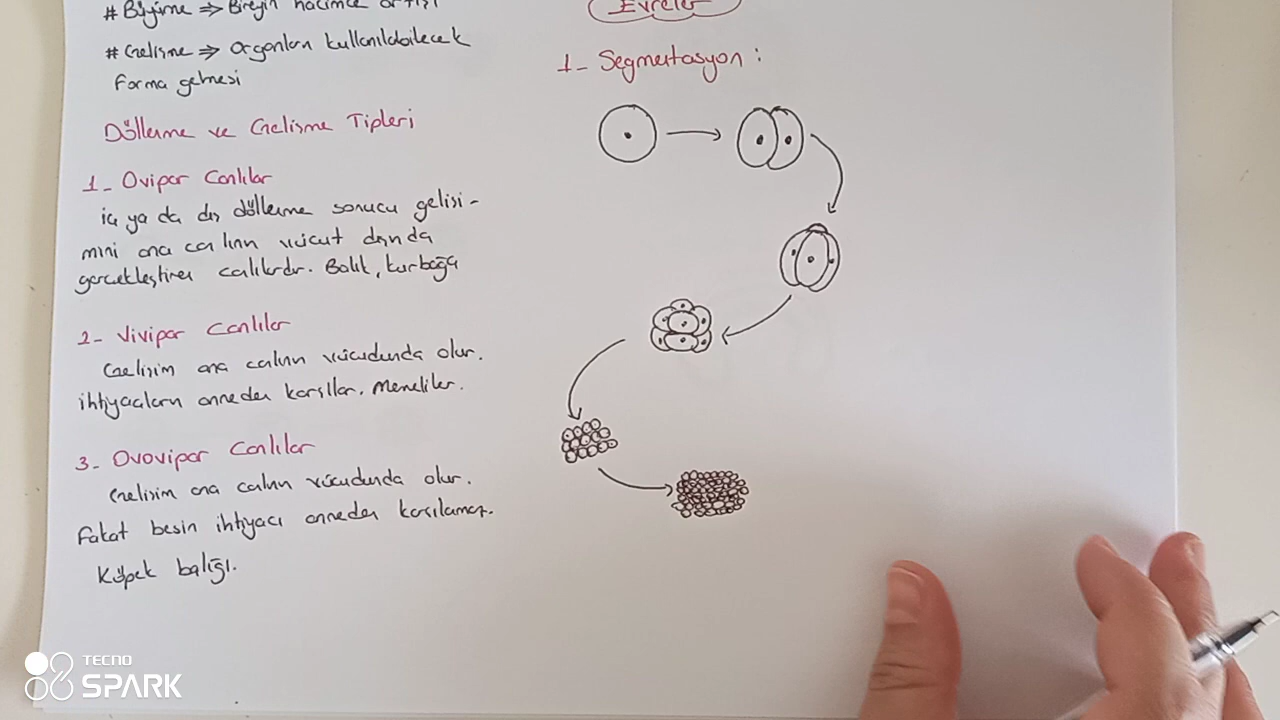 # Büyüme ⇒ Bireyin hacimce artışı
# Gelişme ⇒ Organların kullanılabilecek
forma gelmesi
Döllenme ve Gelişme Tipleri
1- Ovipar Canlılar
iç ya da dış döllenme sonucu gelişi-
mini ana canlının vücut dışında
gerçekleştiren canlılardır. Balık, kurbağa
2- Vivipar Canlılar
Gelişim ana canlının vücudunda olur.
ihtiyaçlarını anneden karşılar. Memeliler.
3- Ovovipar Canlılar
Gelişim ana canlının vücudunda olur.
Fakat besin ihtiyacı anneden karşılanmaz.
Köpek balığı.
Evreler
1- Segmentasyon :
TECNO
SPARK